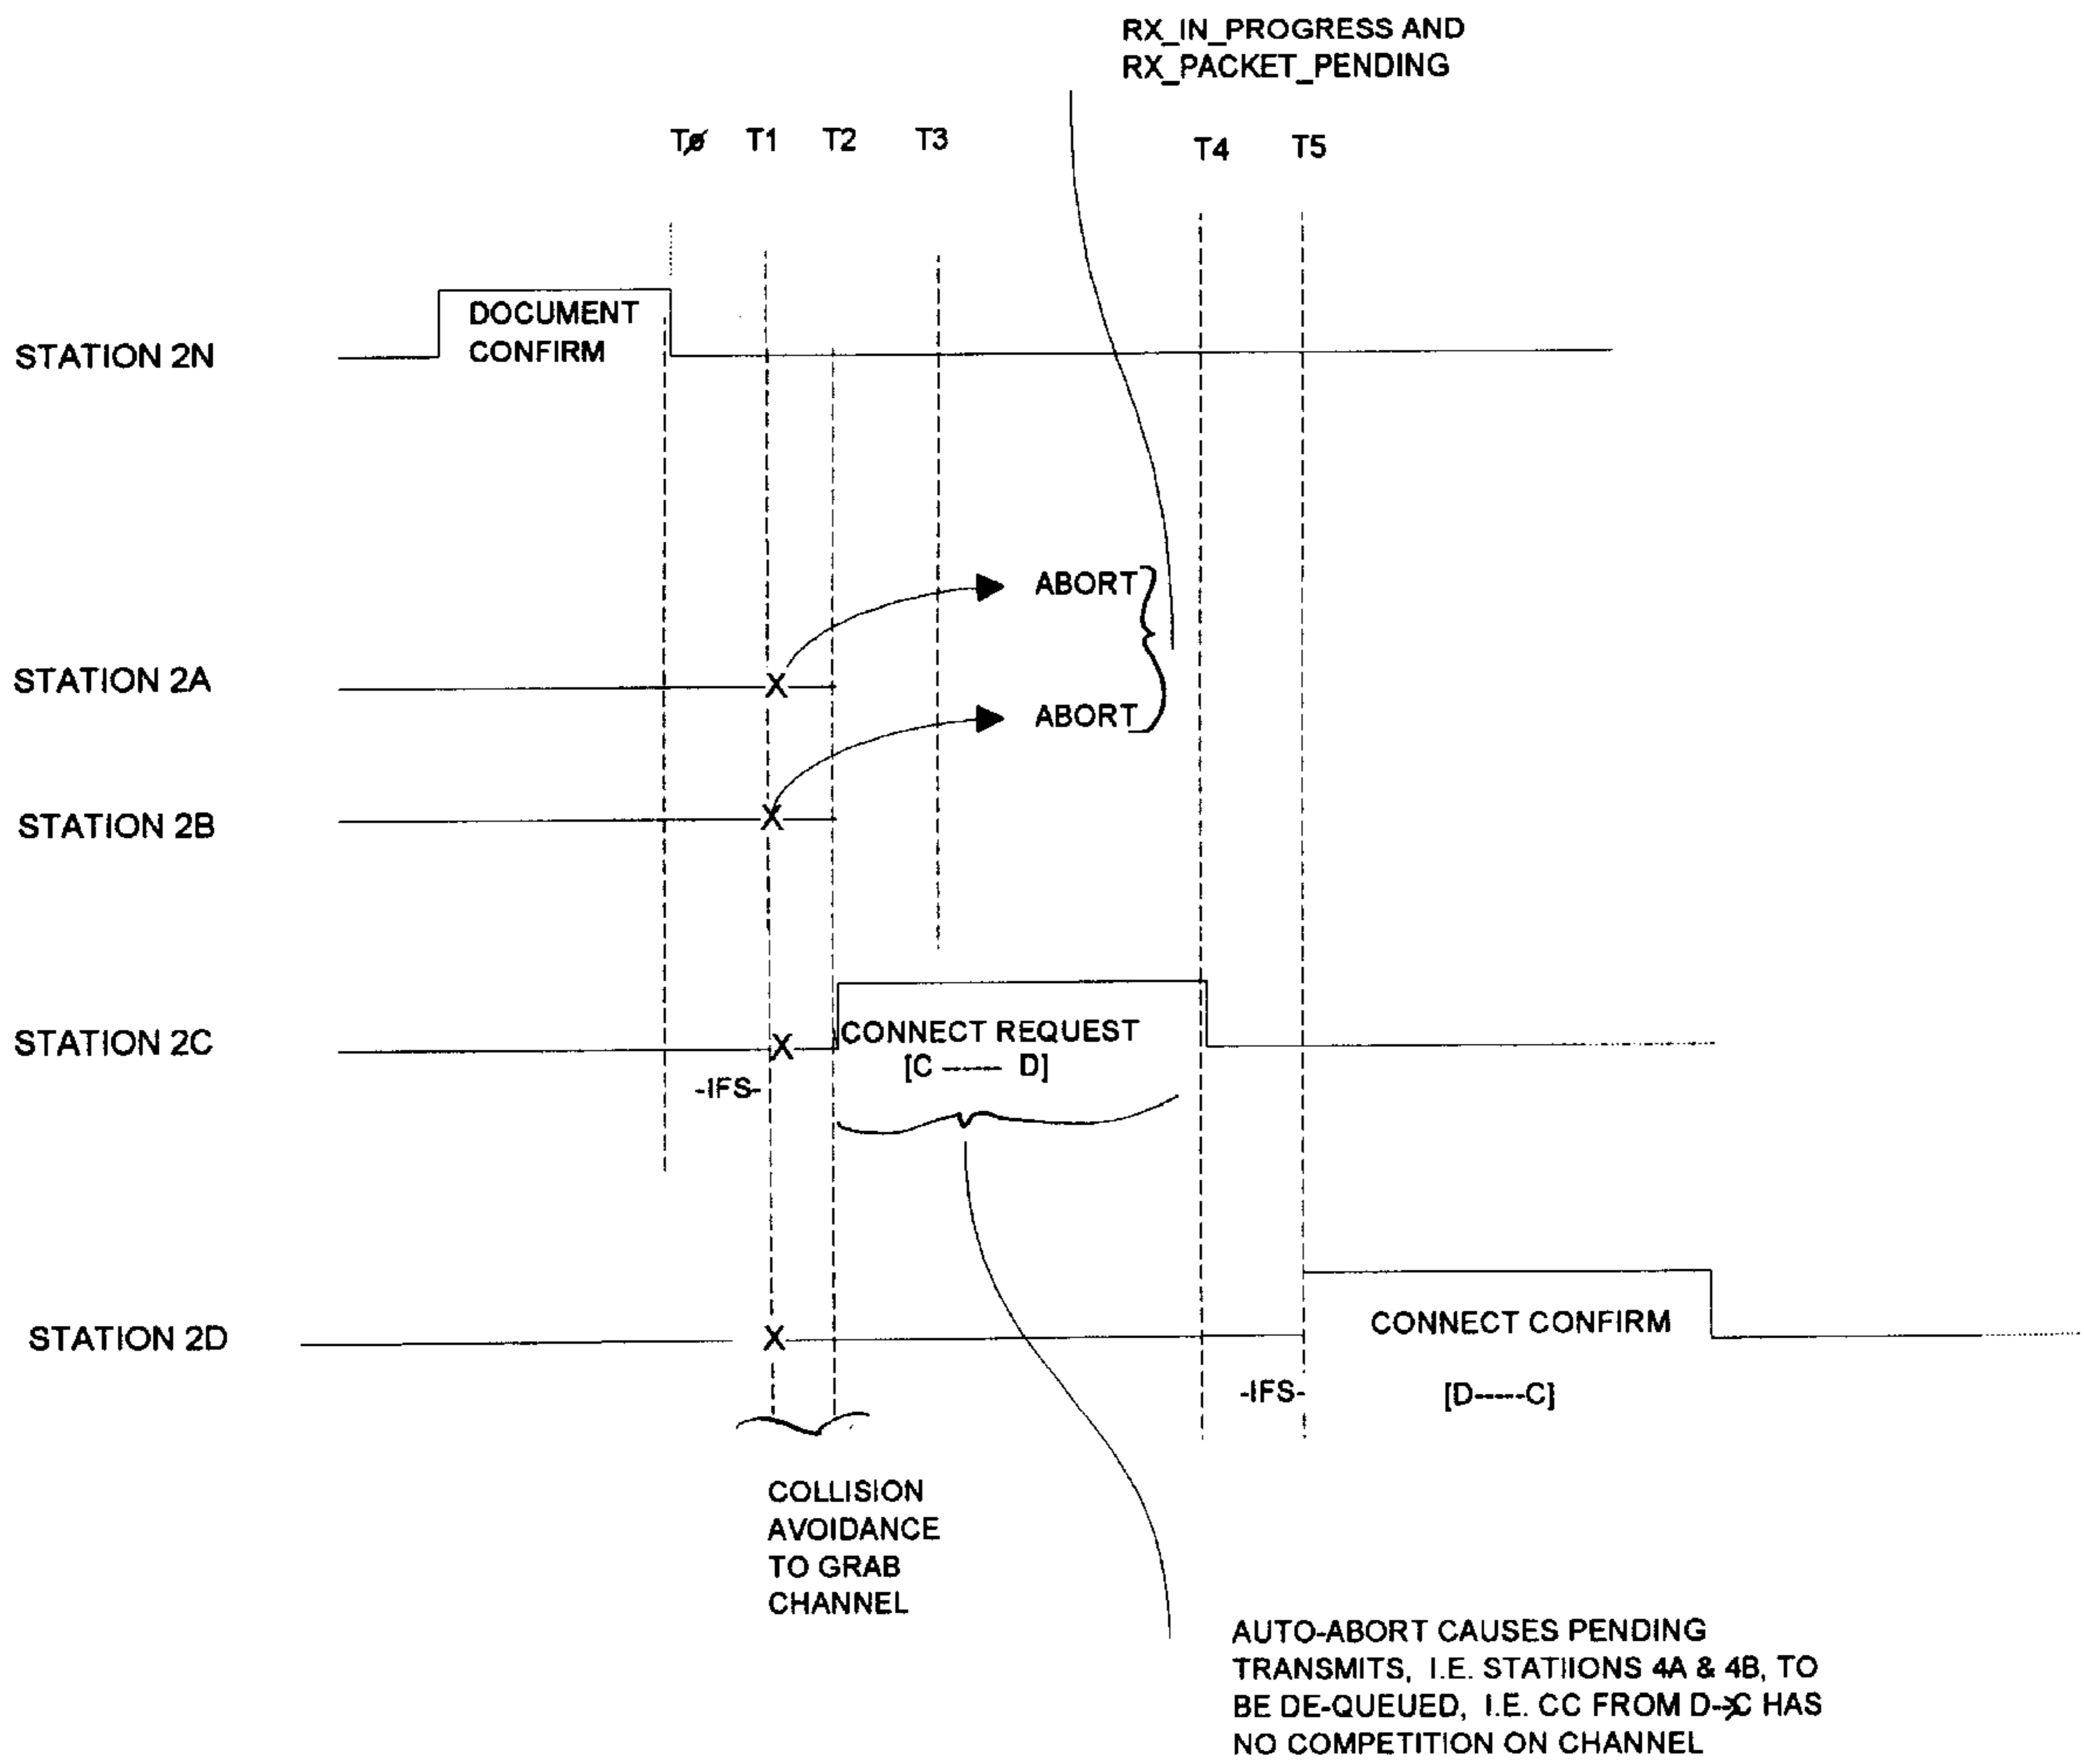 RX_IN_PROGRESS AND
RX_PACKET_PENDING
TØ T1 T2 T3 T4 T5
DOCUMENT
CONFIRM
STATION 2N
ABORT
STATION 2A
X
ABORT
STATION 2B
X
STATION 2C
X
CONNECT REQUEST
[C ----- D]
-IFS-
STATION 2D
X
CONNECT CONFIRM
-IFS-
[D-----C]
COLLISION
AVOIDANCE
TO GRAB
CHANNEL
AUTO-ABORT CAUSES PENDING
TRANSMITS, I.E. STATIIONS 4A & 4B, TO
BE DE-QUEUED, I.E. CC FROM D->C HAS
NO COMPETITION ON CHANNEL